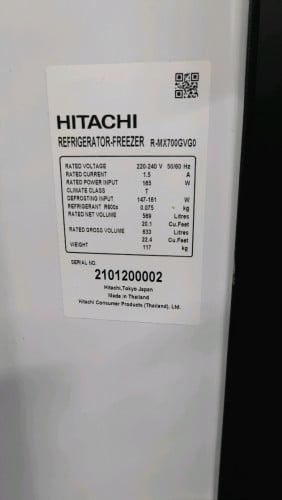 HITACHI
REFRIGERATOR-FREEZER R-MX700GVG0
RATED VOLTAGE 220-240 V 50/60 Hz
RATED CURRENT 1.5 A
RATED POWER INPUT 165 W
CLIMATE CLASS T
DEFROSTING INPUT 147-161 W
REFRIGERANT R600a 0.075 kg
RATED NET VOLUME 569 Litres
20.1 Cu.Feet
RATED GROSS VOLUME 633 Litres
22.4 Cu.Feet
WEIGHT 117 kg
SERIAL NO.
2101200002
Hitachi,Tokyo Japan
Made in Thailand
Hitachi Consumer Products (Thailand), Ltd.